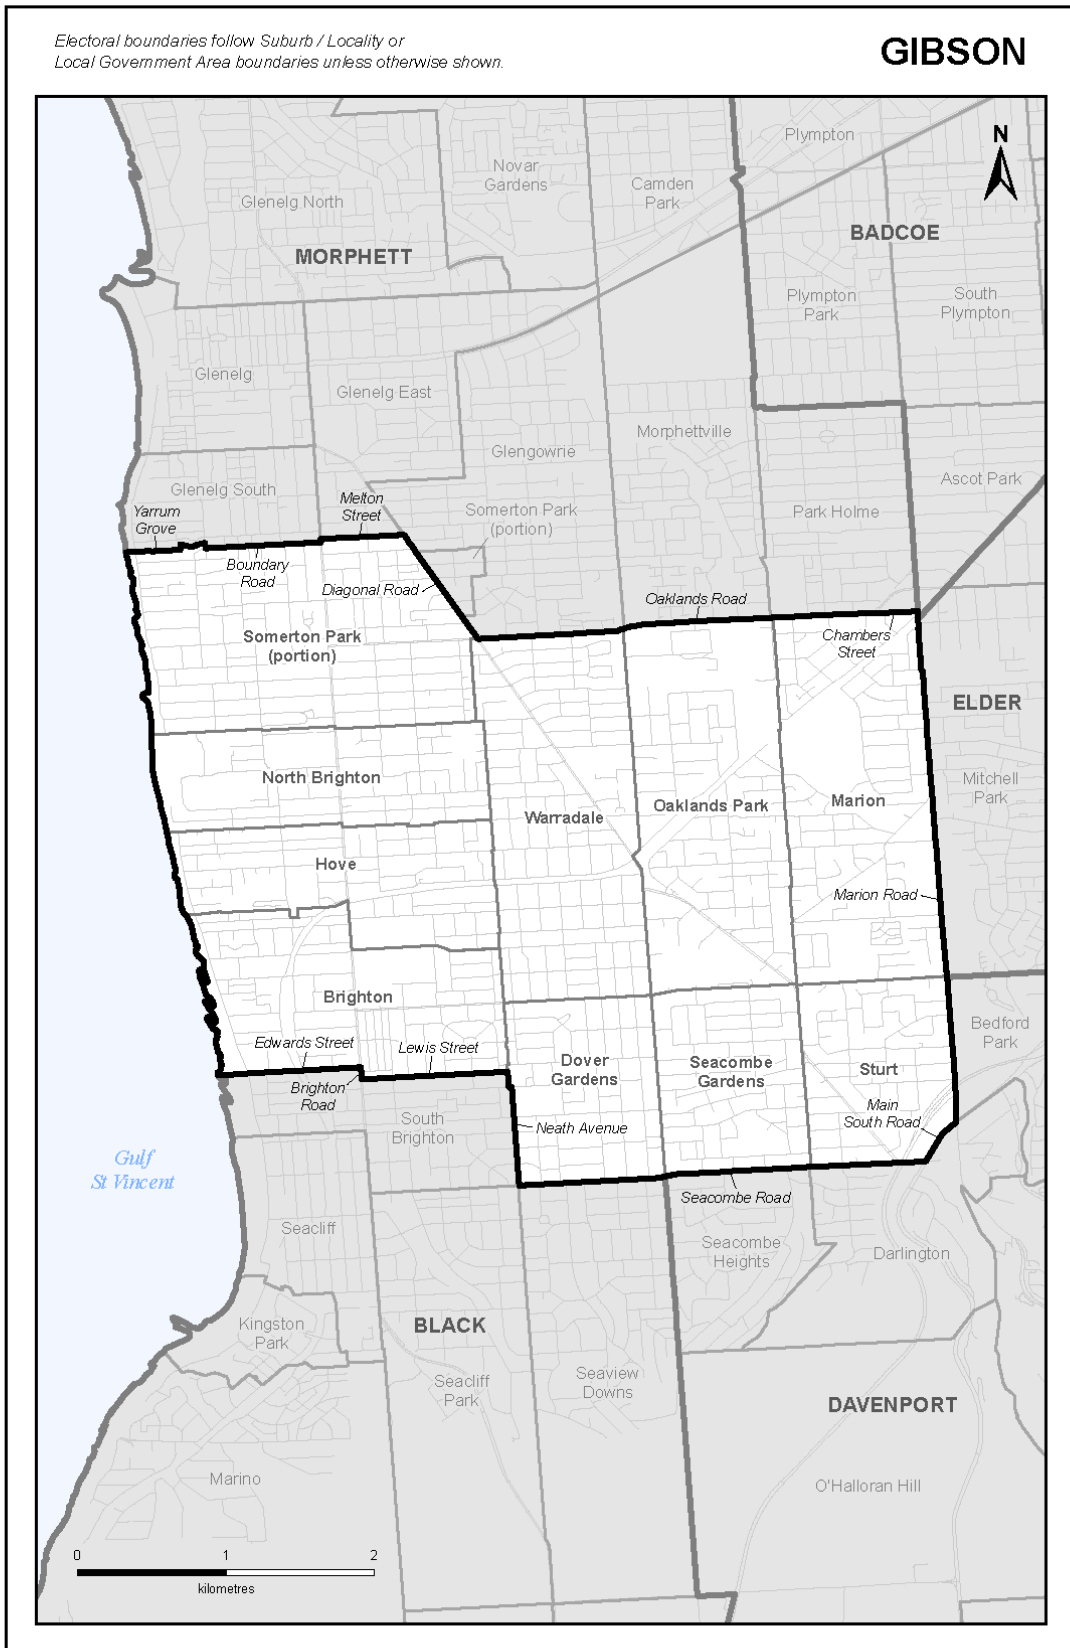 Electoral boundaries follow Suburb / Locality or
Local Government Area boundaries unless otherwise shown.
GIBSON
N
Plympton
Novar
Gardens
Camden
Park
Glenelg North
BADCOE
MORPHETT
Plympton
Park
South
Plympton
Glenelg
Glenelg East
Morphettville
Glengowrie
Ascot Park
Glenelg South
Melton
Street
Yarrum
Grove
Somerton Park
(portion)
Park Holme
Boundary
Road
Diagonal Road
Oaklands Road
Chambers
Street
Somerton Park
(portion)
ELDER
North Brighton
Mitchell
Park
Warradale
Oaklands Park
Marion
Hove
Marion Road
Brighton
Bedford
Park
Edwards Street
Lewis Street
Dover
Gardens
Seacombe
Gardens
Sturt
Brighton
Road
Main
South Road
South
Brighton
Neath Avenue
Gulf
St Vincent
Seacombe Road
Seacliff
Seacombe
Heights
Darlington
Kingston
Park
BLACK
Seacliff
Park
Seaview
Downs
DAVENPORT
Marino
O'Halloran Hill
0 1 2
kilometres